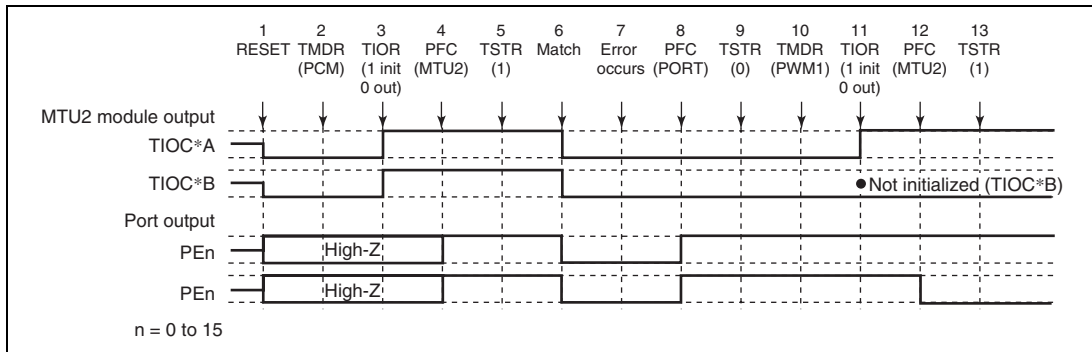 1 2 3 4 5 6 7 8 9 10 11 12 13
RESET TMDR TIOR PFC TSTR Match Error PFC TSTR TMDR TIOR PFC TSTR
(PCM) (1 init (MTU2) (1) occurs (PORT) (0) (PWM1) (1 init (MTU2) (1)
0 out) 0 out)
MTU2 module output
TIOC*A
TIOC*B
● Not initialized (TIOC*B)
Port output
PEn High-Z
PEn High-Z
n = 0 to 15